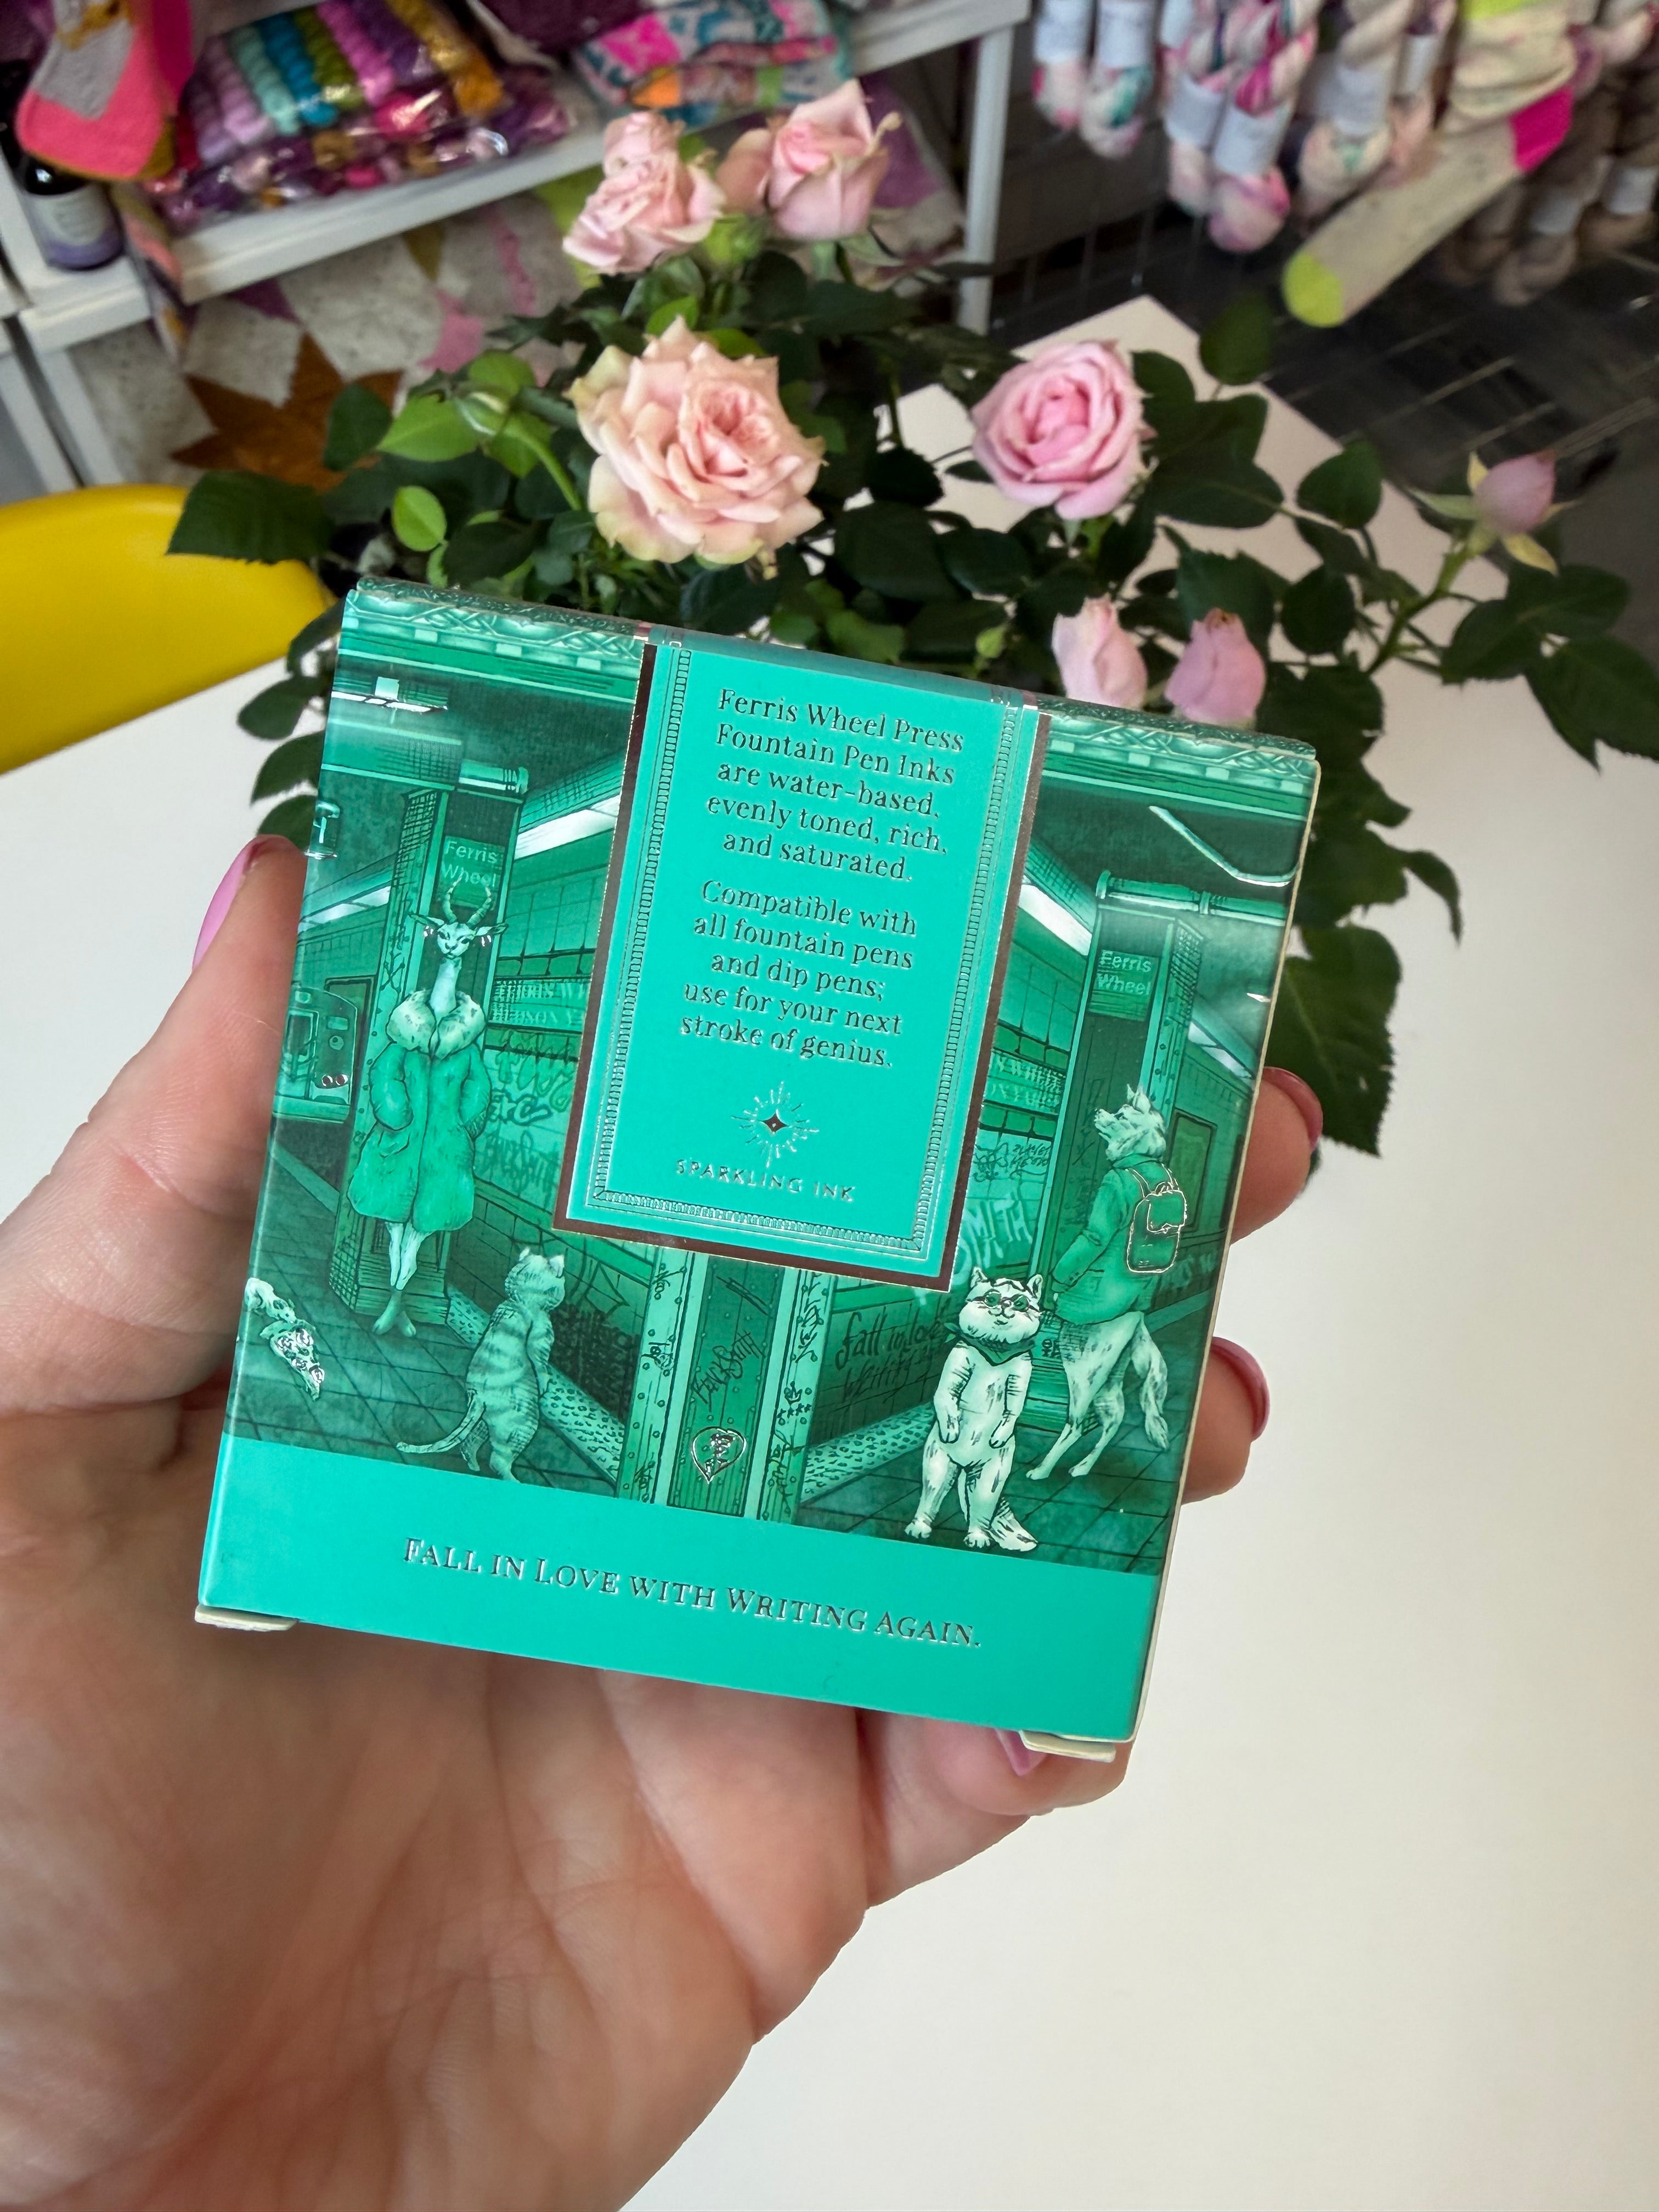 Ferris Wheel Press
Fountain Pen Inks
are water-based,
evenly toned, rich,
and saturated.
Compatible with
all fountain pens
and dip pens;
use for your next
stroke of genius.
SPARKLING INK
Ferris
Wheel
Ferris
Wheel
Fall in love
FALL IN LOVE WITH WRITING AGAIN.